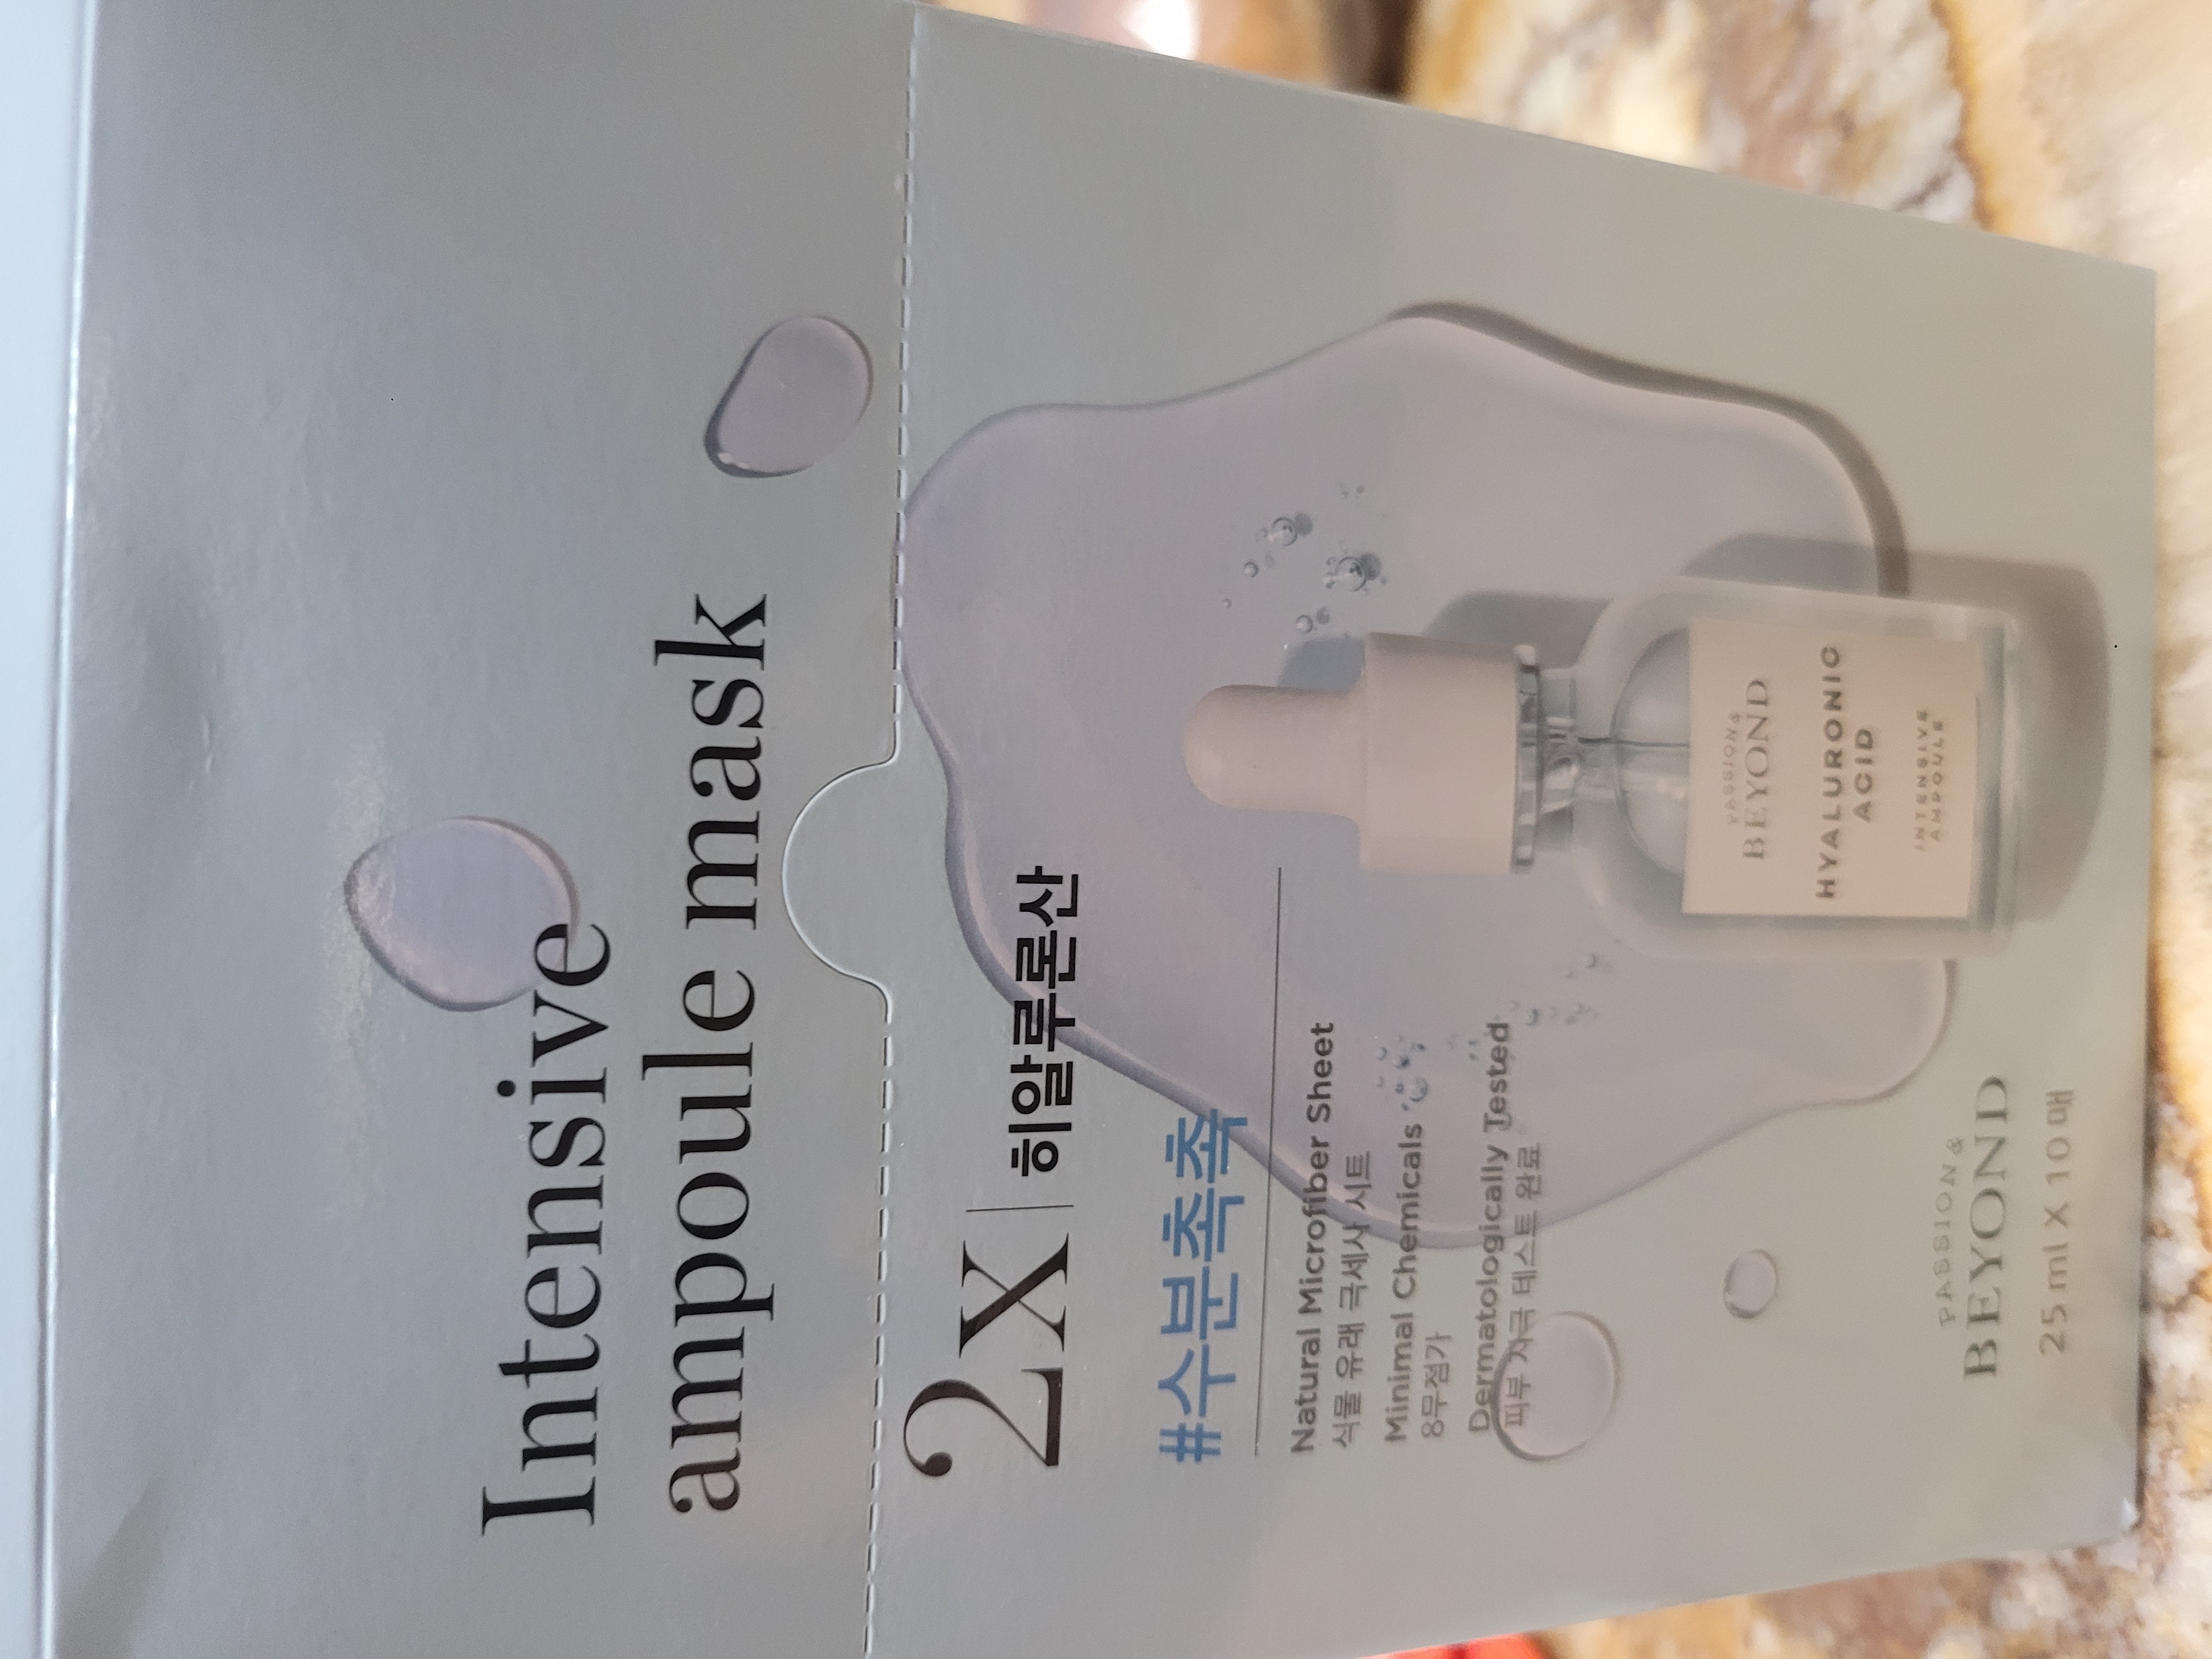 Intensive
ampoule mask
2X | 히알루론산
#수분촉촉
Natural Microfiber Sheet
식물 유래 극세사 시트
Minimal Chemicals
8무첨가
Dermatologically Tested
피부 자극 테스트 완료
PASSION&
BEYOND
HYALURONIC
ACID
INTENSIVE
AMPOULE
PASSION &
BEYOND
25 ml X 10 매